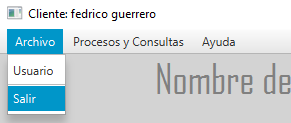 Cliente: fedrico guerrero
Archivo Procesos y Consultas Ayuda
Usuario
Salir
Nombre de